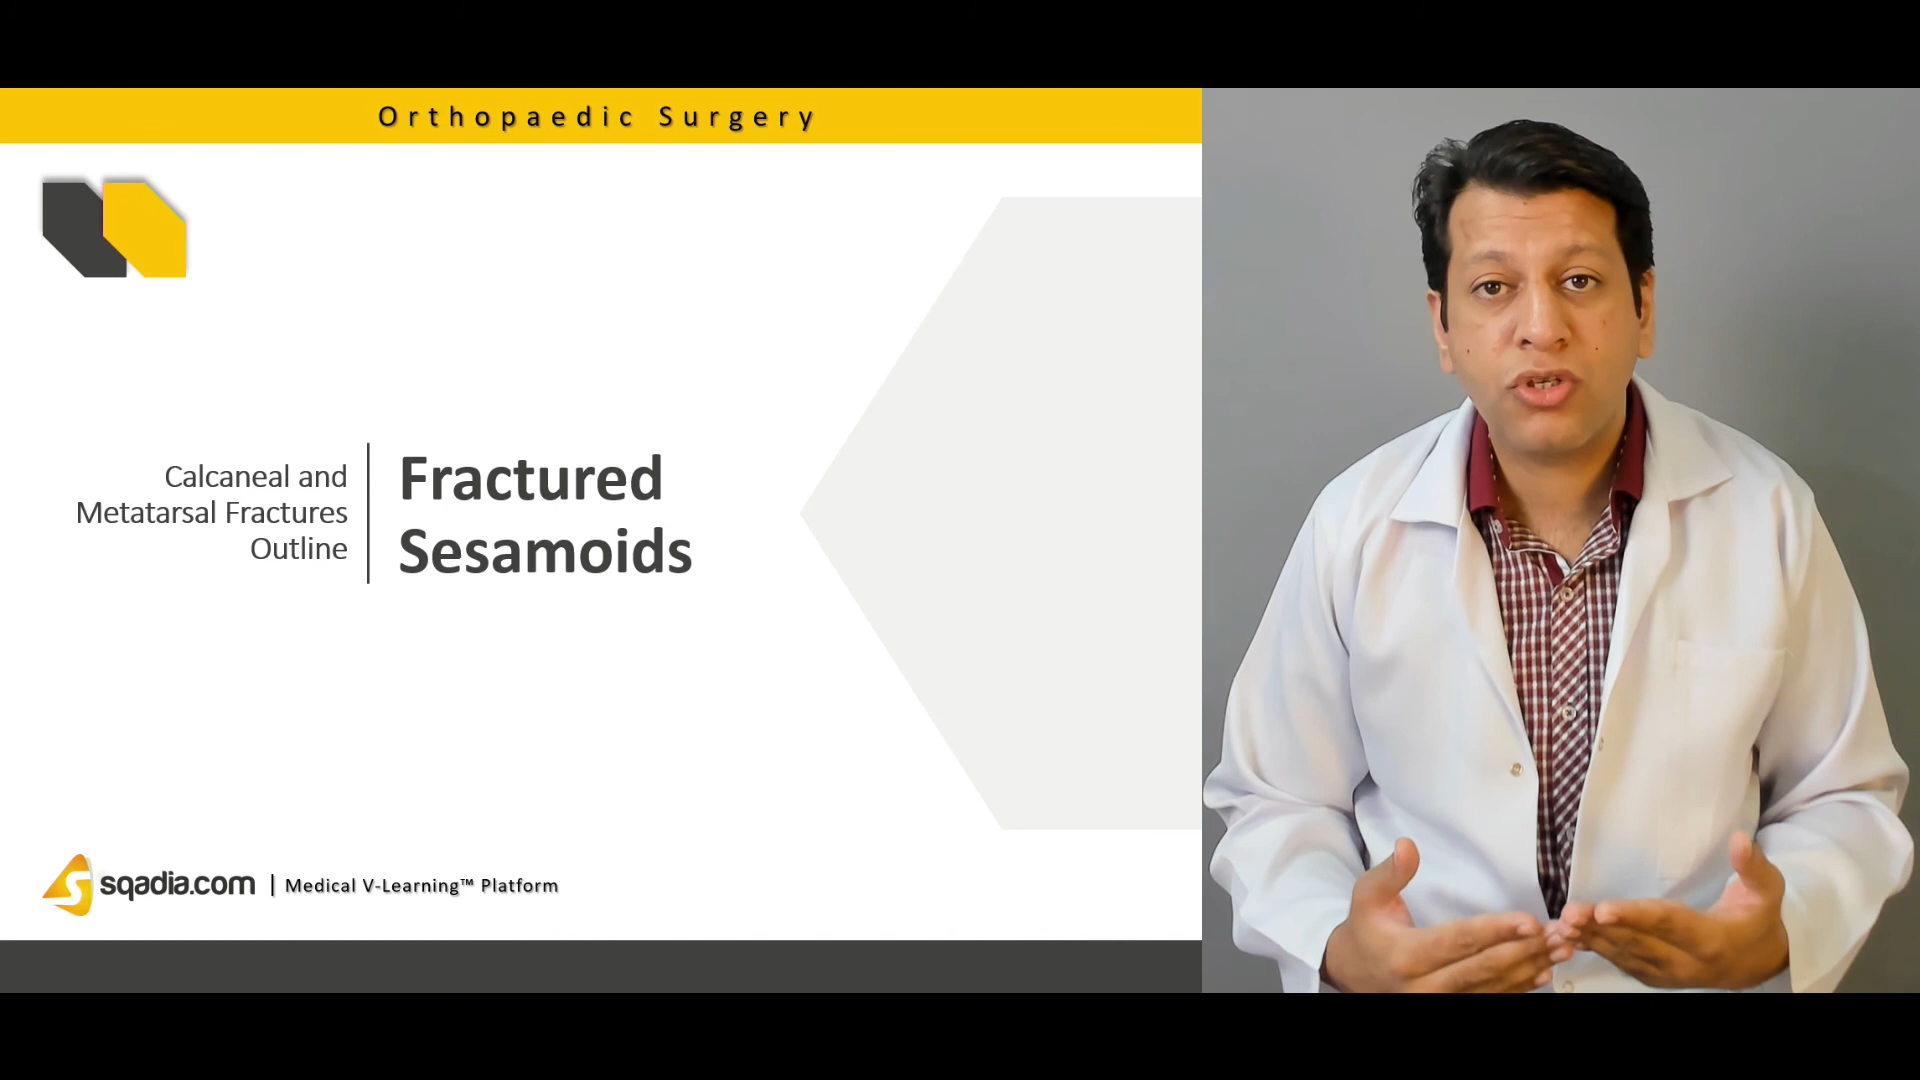 Orthopaedic Surgery
Calcaneal and
Metatarsal Fractures
Outline
Fractured
Sesamoids
sqadia.com | Medical V-Learning™ Platform